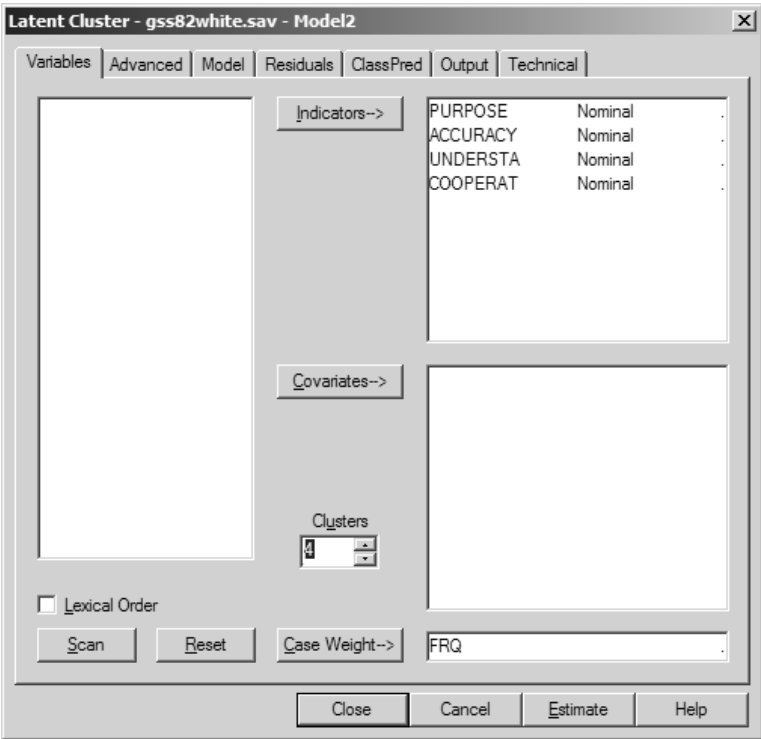 Latent Cluster - gss82white.sav - Model2
Variables Advanced Model Residuals ClassPred Output Technical
Indicators-->
PURPOSE Nominal .
ACCURACY Nominal .
UNDERSTA Nominal .
COOPERAT Nominal .
Covariates-->
Clusters
4
Lexical Order
Scan Reset Case Weight--> FRQ .
Close Cancel Estimate Help